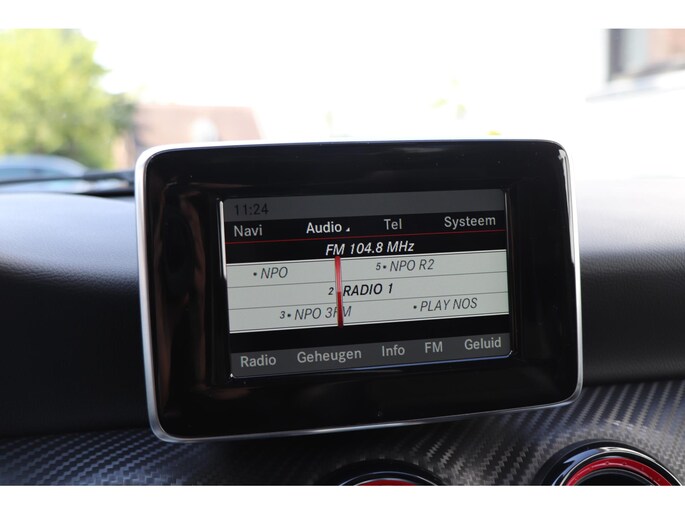 11:24
Navi Audio Tel Systeem
FM 104.8 MHz
• NPO 5• NPO R2
2 RADIO 1
3• NPO 3FM • PLAY NOS
Radio Geheugen Info FM Geluid